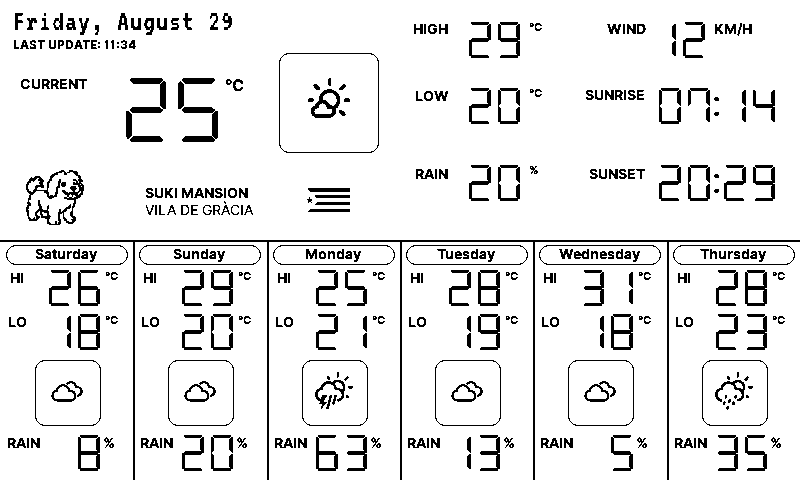 Friday, August 29
LAST UPDATE: 11:34
CURRENT 25 °C
HIGH 29 °C
LOW 20 °C
RAIN 20 %
WIND 12 KM/H
SUNRISE 07:14
SUNSET 20:29
SUKI MANSION
VILA DE GRÀCIA
Saturday
HI 26 °C
LO 18 °C
RAIN 8 %
Sunday
HI 29 °C
LO 20 °C
RAIN 20 %
Monday
HI 25 °C
LO 21 °C
RAIN 63 %
Tuesday
HI 28 °C
LO 19 °C
RAIN 13 %
Wednesday
HI 31 °C
LO 18 °C
RAIN 5 %
Thursday
HI 28 °C
LO 23 °C
RAIN 35 %